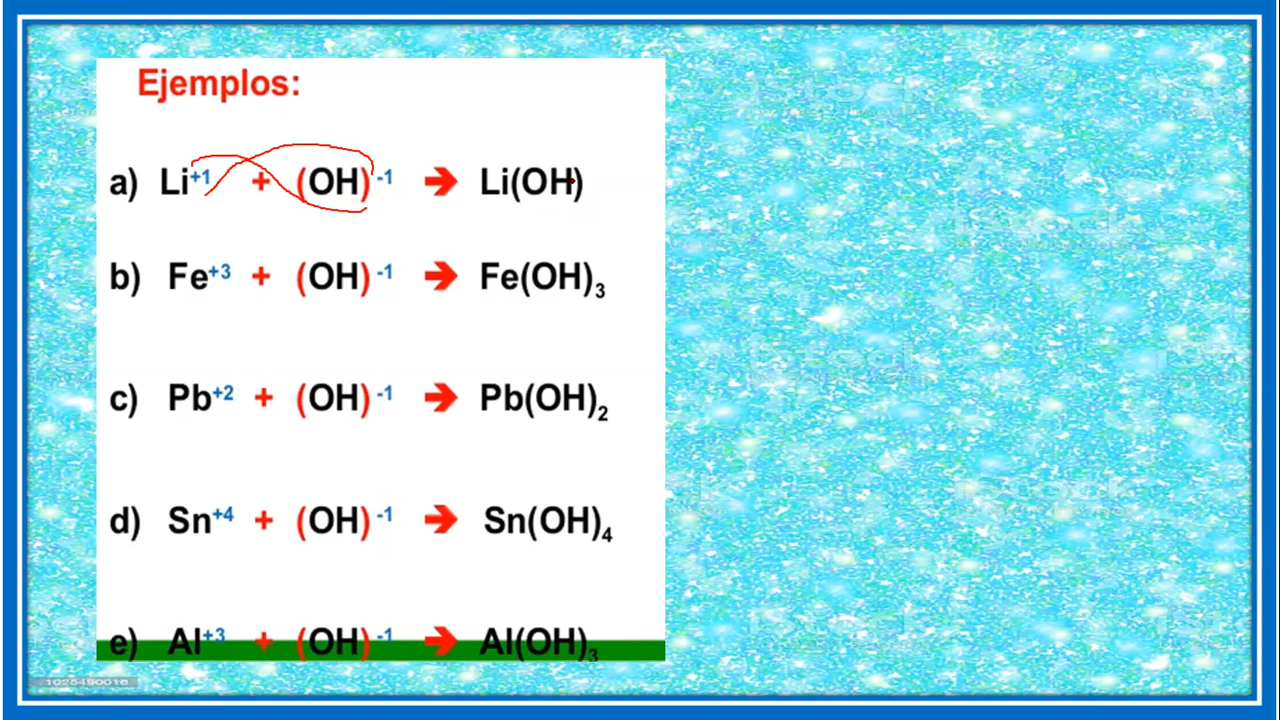 Ejemplos:
a) Li⁺¹ + (OH)⁻¹ ➔ Li(OH)
b) Fe⁺³ + (OH)⁻¹ ➔ Fe(OH)₃
c) Pb⁺² + (OH)⁻¹ ➔ Pb(OH)₂
d) Sn⁺⁴ + (OH)⁻¹ ➔ Sn(OH)₄
e) Al⁺³ + (OH)⁻¹ ➔ Al(OH)₃